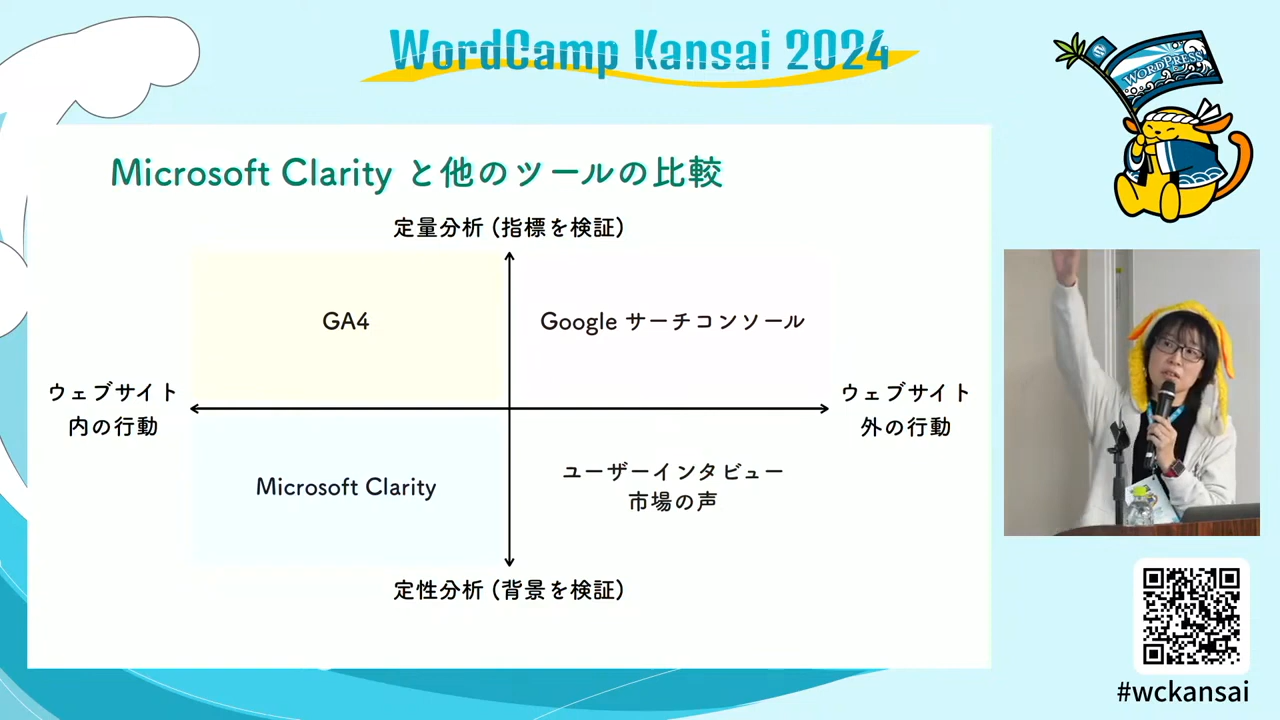 WordCamp Kansai 2024
WORDPRESS
Microsoft Clarity と他のツールの比較
定量分析 (指標を検証)
GA4
Google サーチコンソール
ウェブサイト
内の行動
ウェブサイト
外の行動
Microsoft Clarity
ユーザーインタビュー
市場の声
定性分析 (背景を検証)
#wckansai